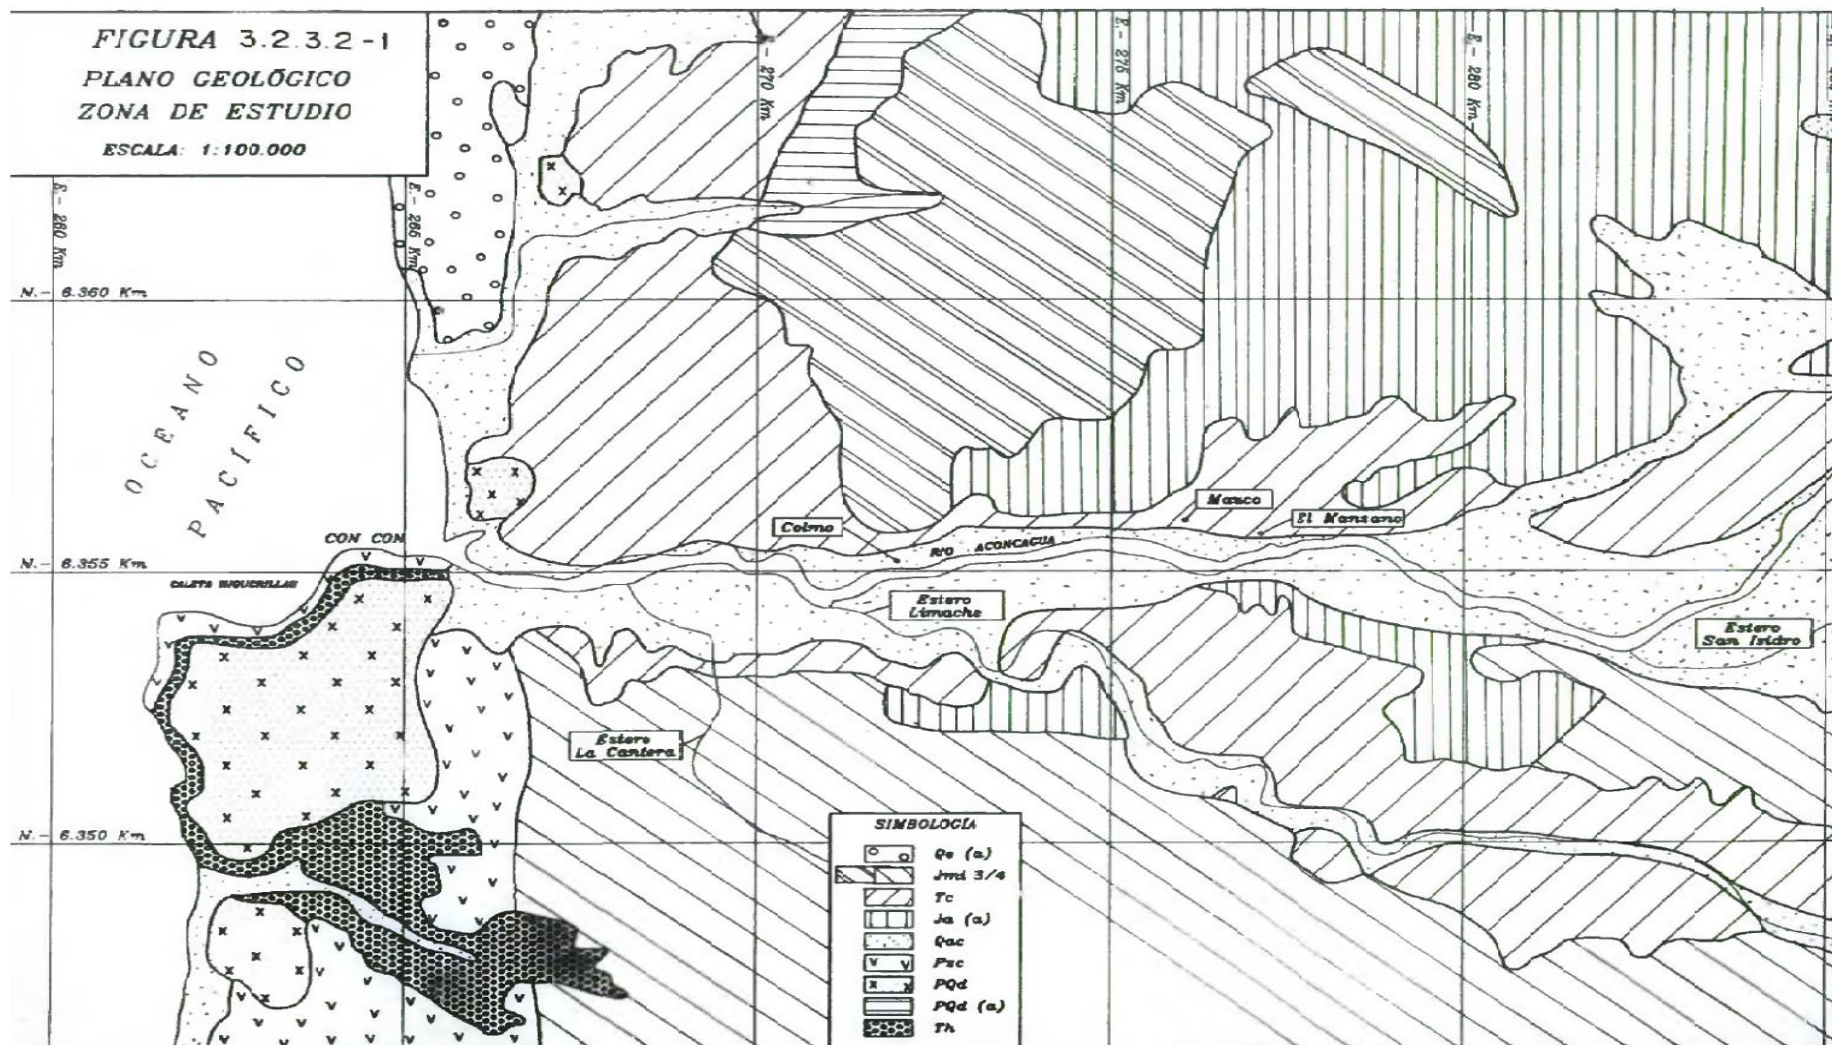 FIGURA 3.2.3.2-1
PLANO GEOLÓGICO
ZONA DE ESTUDIO
ESCALA: 1:100.000
E.- 260 Km
E.- 265 Km
E.- 270 Km
E.- 275 Km
E.- 280 Km
N.- 6.360 Km
OCEANO
PACIFICO
CON CON
N.- 6.355 Km
Colmo
RIO ACONCAGUA
Mauco
El Manzano
Estero
Limache
Estero
San Isidro
Estero
La Cantera
N.- 6.350 Km
SIMBOLOGÍA
Qe (a)
Jmi 3/4
Tc
Ja (a)
Qac
Pzc
PQd
PQd (a)
Th